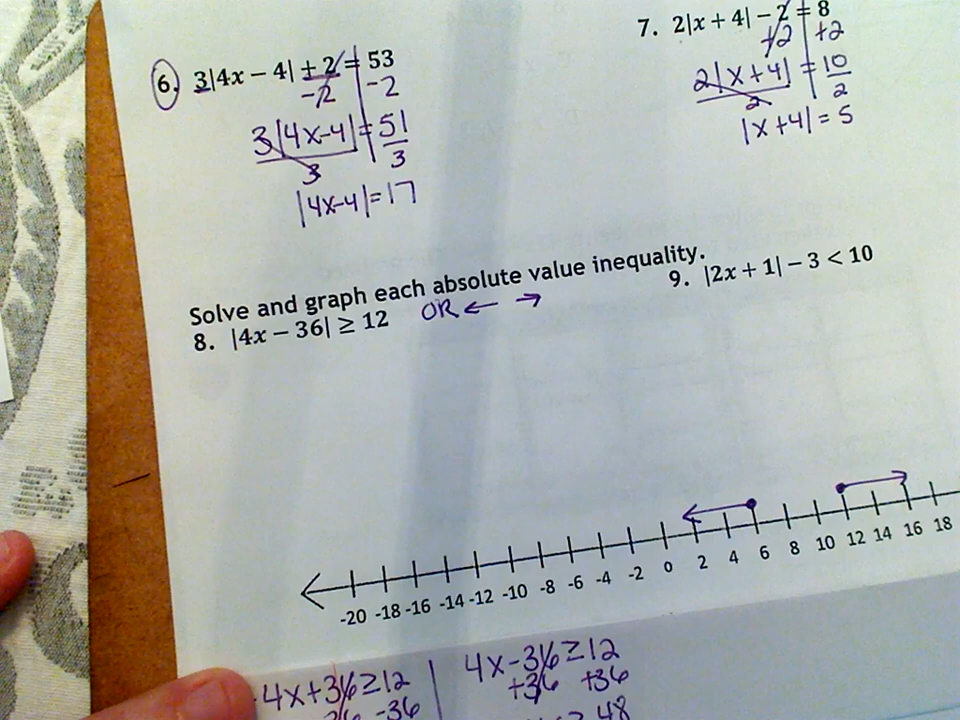 7. 2|x + 4| − 2 = 8
+2 +2
2|x+4| = 10
2 2
|x+4| = 5
6. 3|4x − 4| + 2 = 53
-2 -2
3|4x-4| = 51
3 3
|4x-4| = 17
Solve and graph each absolute value inequality.
8. |4x − 36| ≥ 12 OR ← →
9. |2x + 1| − 3 < 10
-20 -18 -16 -14 -12 -10 -8 -6 -4 -2 0 2 4 6 8 10 12 14 16 18
-4x+36≥12
-36
4x-36≥12
+36 +36
≥ 48